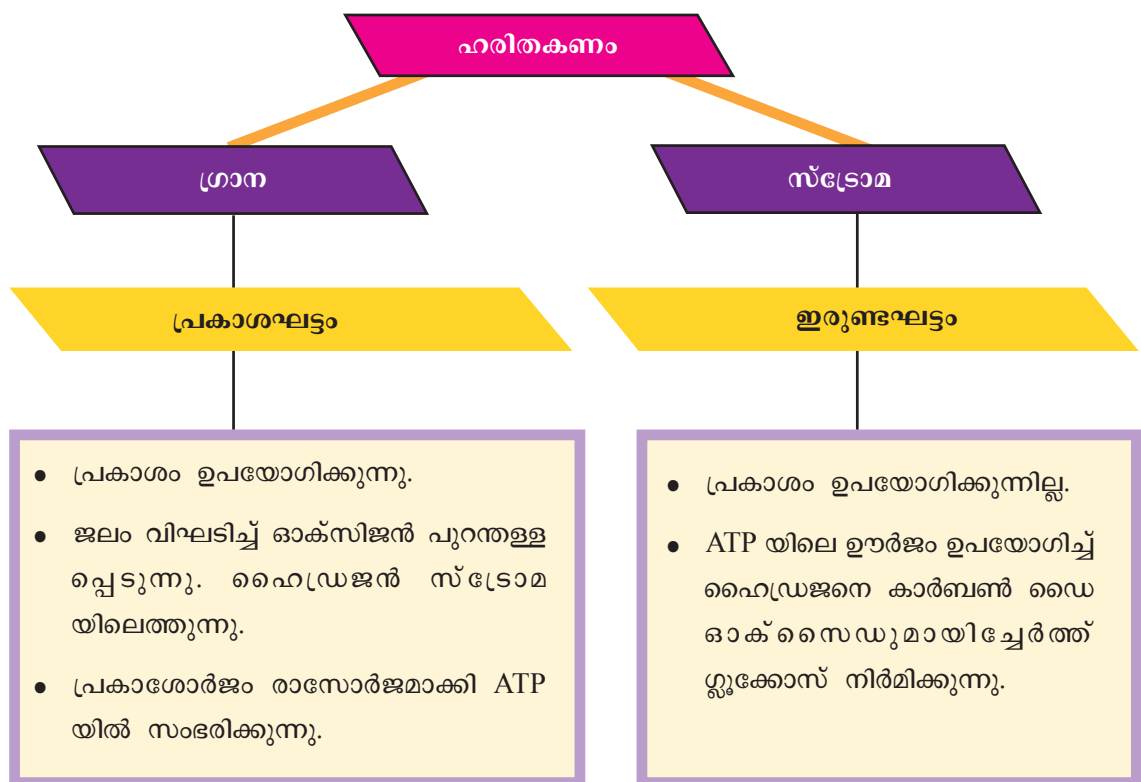 ഹരിതകണം
ഗ്രാന
സ്ട്രോമ
പ്രകാശഘട്ടം
ഇരുണ്ടഘട്ടം
• പ്രകാശം ഉപയോഗിക്കുന്നു.
• ജലം വിഘടിച്ച് ഓക്സിജൻ പുറന്തള്ള
പ്പെടുന്നു. ഹൈഡ്രജൻ സ്ട്രോമ
യിലെത്തുന്നു.
• പ്രകാശോർജം രാസോർജമാക്കി ATP
യിൽ സംഭരിക്കുന്നു.
• പ്രകാശം ഉപയോഗിക്കുന്നില്ല.
• ATP യിലെ ഊർജം ഉപയോഗിച്ച്
ഹൈഡ്രജനെ കാർബൺ ഡൈ
ഓക്സൈഡുമായിച്ചേർത്ത്
ഗ്ലൂക്കോസ് നിർമിക്കുന്നു.